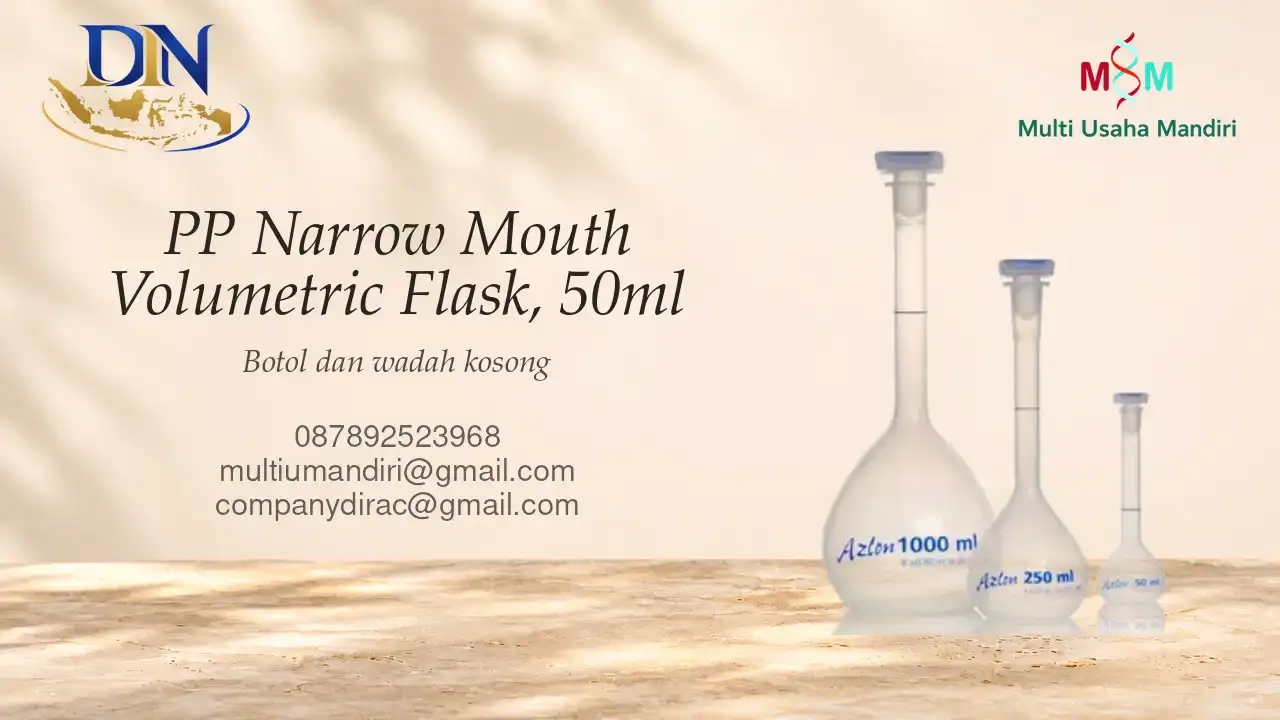 DIN
M M
Multi Usaha Mandiri
PP Narrow Mouth
Volumetric Flask, 50ml
Botol dan wadah kosong
087892523968
multiumandiri@gmail.com
companydirac@gmail.com
Azlon 1000 ml
Azlon 250 ml
Azlon 50 ml